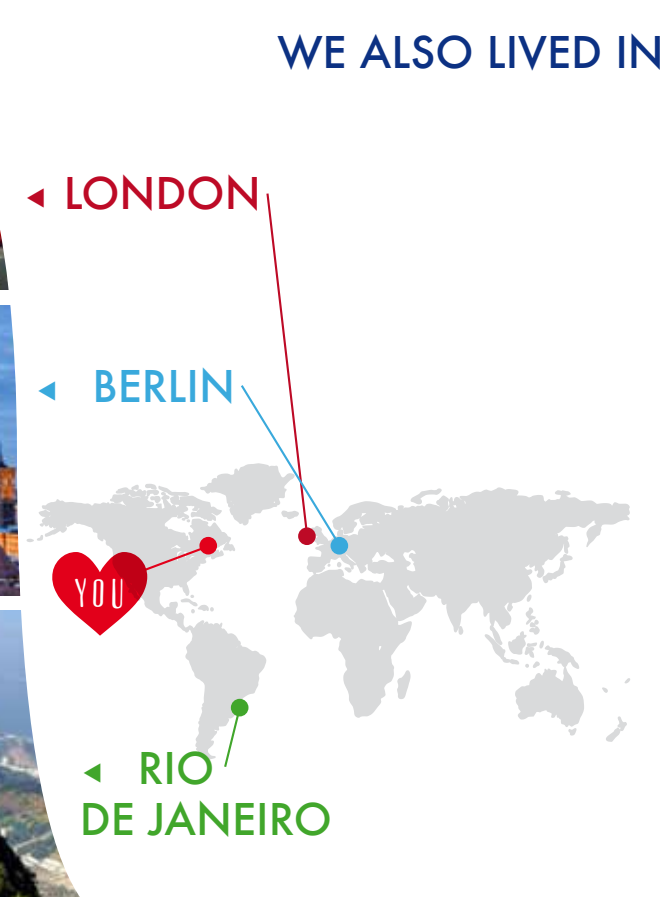 WE ALSO LIVED IN
LONDON
BERLIN
YOU
RIO
DE JANEIRO